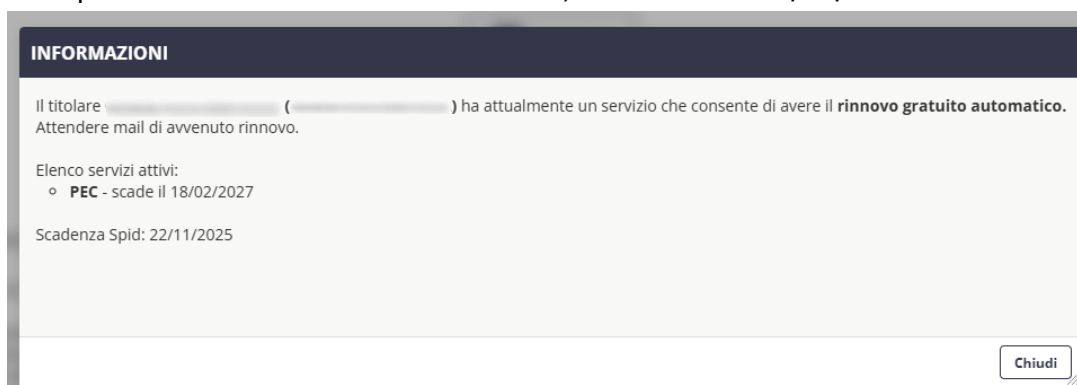 INFORMAZIONI
Il titolare ( ) ha attualmente un servizio che consente di avere il rinnovo gratuito automatico.
Attendere mail di avvenuto rinnovo.
Elenco servizi attivi:
PEC - scade il 18/02/2027
Scadenza Spid: 22/11/2025
Chiudi